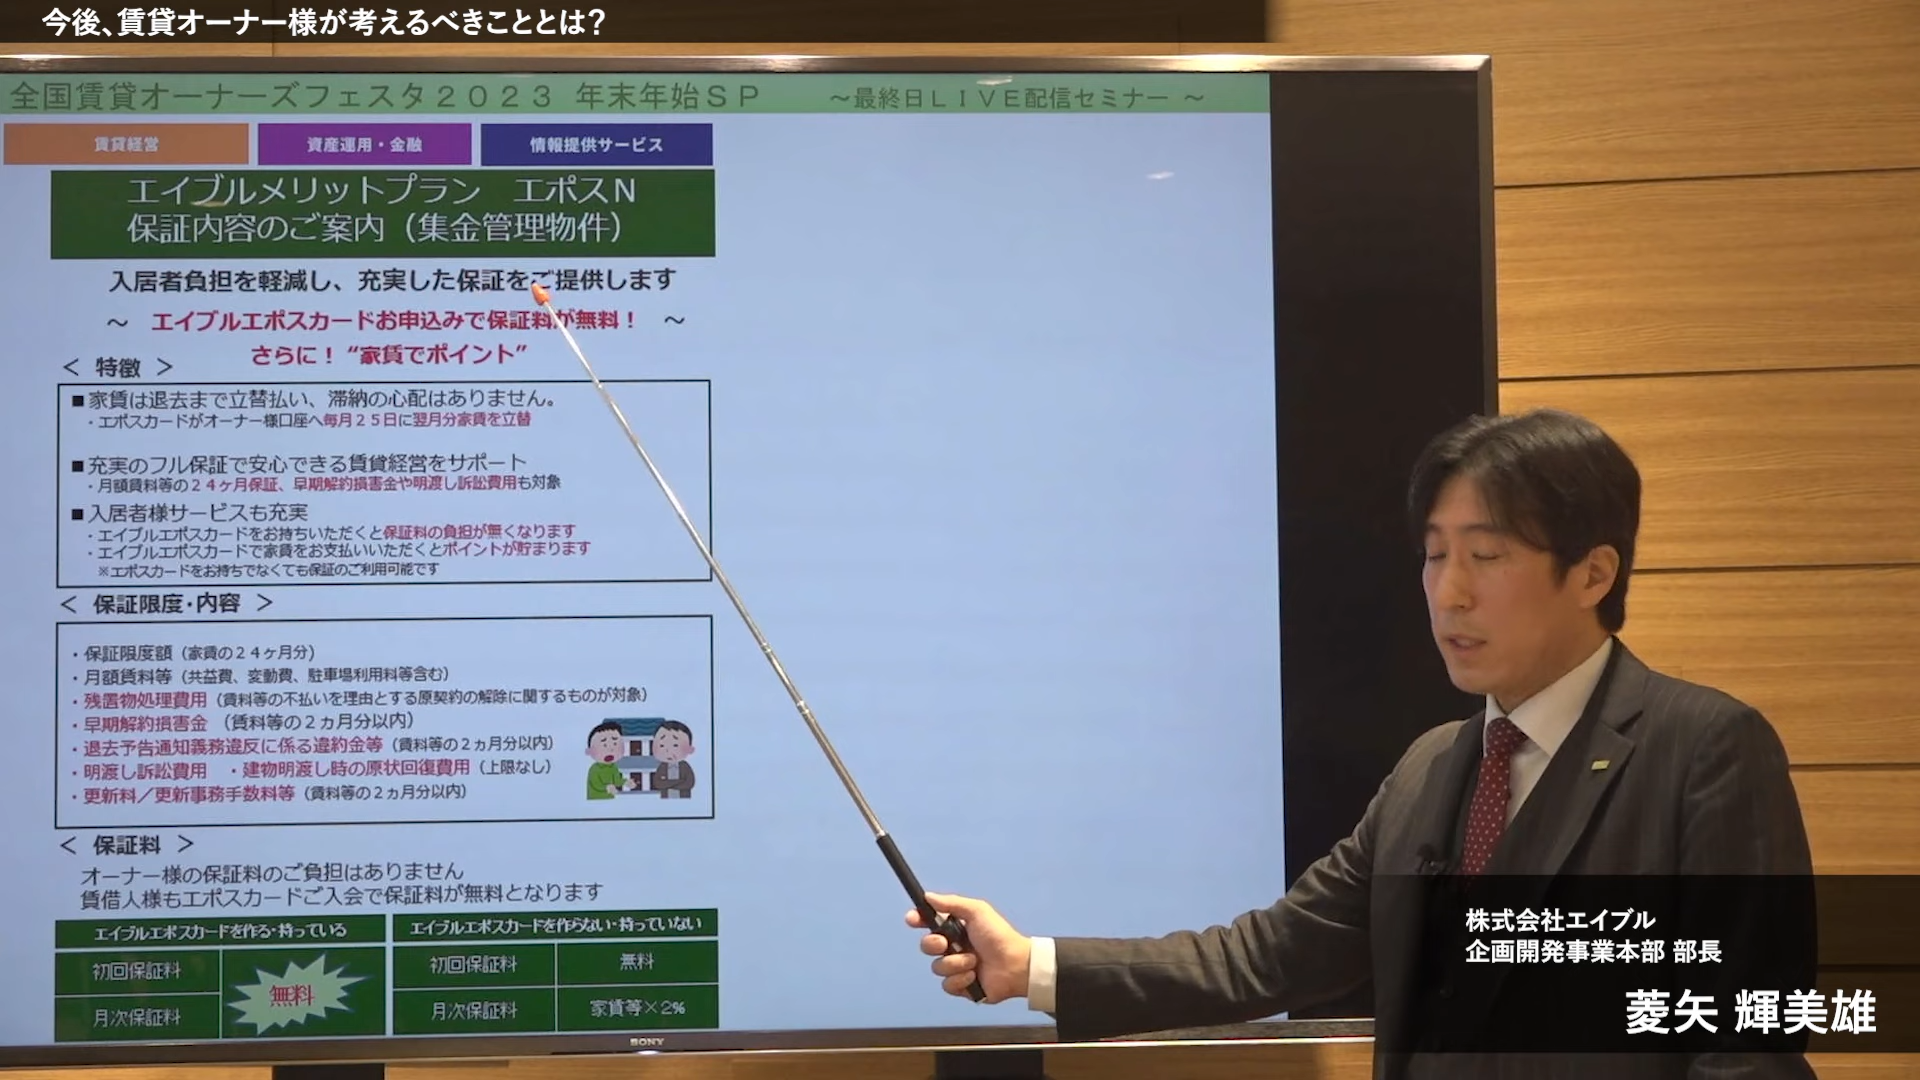 今後、賃貸オーナー様が考えるべきこととは？
全国賃貸オーナーズフェスタ２０２３ 年末年始ＳＰ ～最終日ＬＩＶＥ配信セミナー ～
賃貸経営 資産運用・金融 情報提供サービス
エイブルメリットプラン エポスＮ
保証内容のご案内（集金管理物件）
入居者負担を軽減し、充実した保証をご提供します
～ エイブルエポスカードお申込みで保証料が無料！ ～
さらに！“家賃でポイント”
＜ 特徴 ＞
■家賃は退去まで立替払い、滞納の心配はありません。
・エポスカードがオーナー様口座へ毎月２５日に翌月分家賃を立替
■充実のフル保証で安心できる賃貸経営をサポート
・月額賃料等の２４ヶ月保証、早期解約損害金や明渡し訴訟費用も対象
■入居者様サービスも充実
・エイブルエポスカードをお持ちいただくと保証料の負担が無くなります
・エイブルエポスカードで家賃をお支払いいただくとポイントが貯まります
※エポスカードをお持ちでなくても保証のご利用可能です
＜ 保証限度・内容 ＞
・保証限度額（家賃の２４ヶ月分）
・月額賃料等（共益費、変動費、駐車場利用料等含む）
・残置物処理費用（賃料等の不払いを理由とする原契約の解除に関するものが対象）
・早期解約損害金 （賃料等の２ヵ月分以内）
・退去予告通知義務違反に係る違約金等（賃料等の２ヵ月分以内）
・明渡し訴訟費用 ・建物明渡し時の原状回復費用（上限なし）
・更新料／更新事務手数料等（賃料等の２ヵ月分以内）
＜ 保証料 ＞
オーナー様の保証料のご負担はありません
賃借人様もエポスカードご入会で保証料が無料となります
エイブルエポスカードを作る・持っている エイブルエポスカードを作らない・持っていない
初回保証料 無料 初回保証料 無料
月次保証料 月次保証料 家賃等×2%
SONY
株式会社エイブル
企画開発事業本部 部長
菱矢 輝美雄